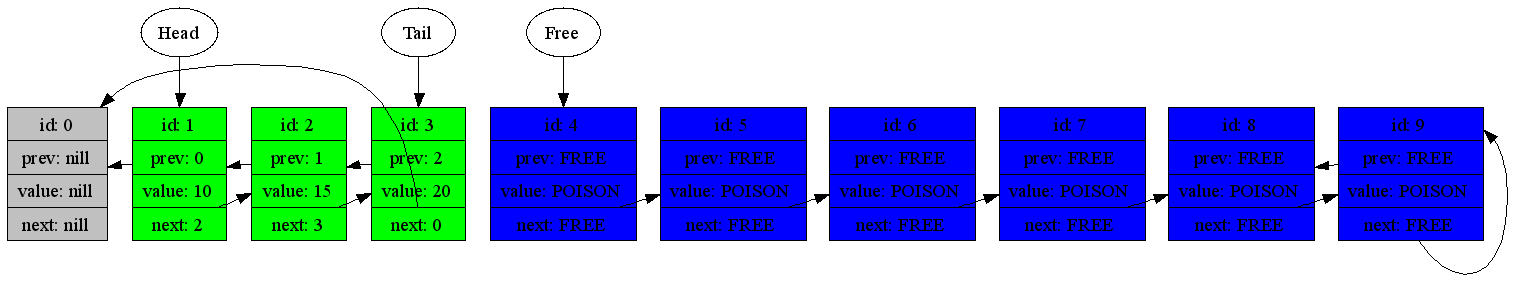 Head
Tail
Free
id: 0
prev: nill
value: nill
next: nill
id: 1
prev: 0
value: 10
next: 2
id: 2
prev: 1
value: 15
next: 3
id: 3
prev: 2
value: 20
next: 0
id: 4
prev: FREE
value: POISON
next: FREE
id: 5
prev: FREE
value: POISON
next: FREE
id: 6
prev: FREE
value: POISON
next: FREE
id: 7
prev: FREE
value: POISON
next: FREE
id: 8
prev: FREE
value: POISON
next: FREE
id: 9
prev: FREE
value: POISON
next: FREE